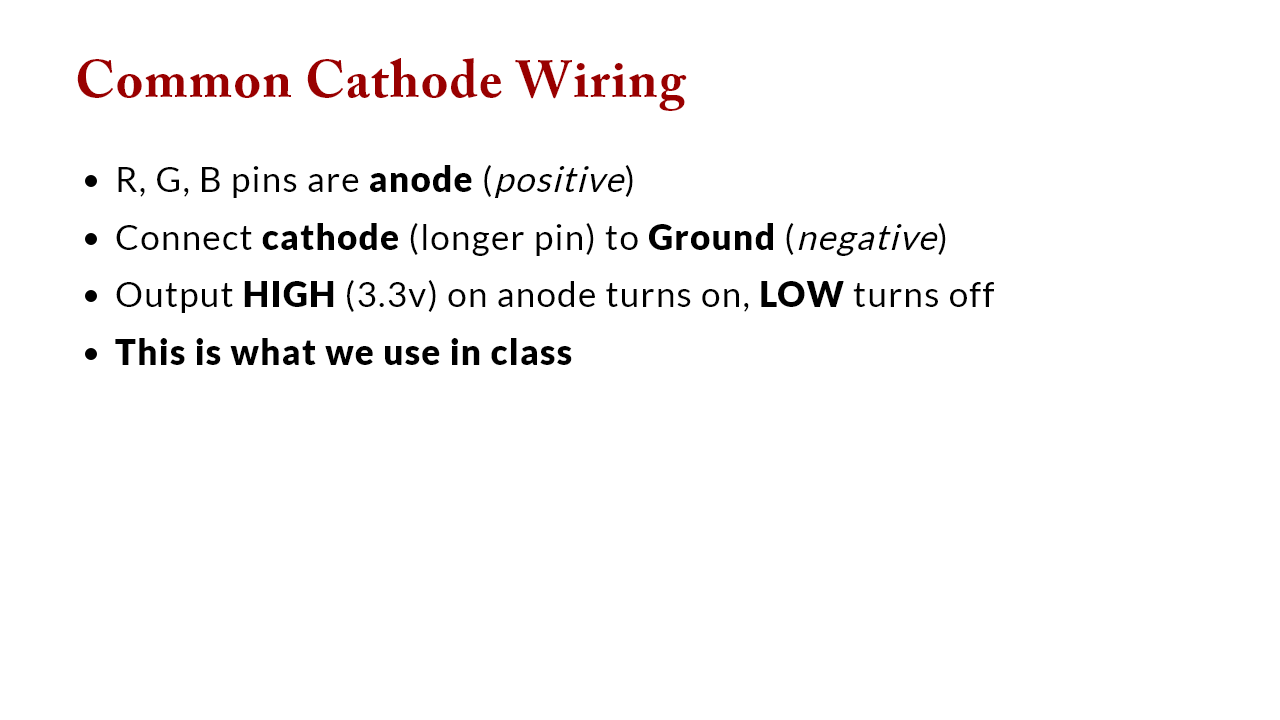 Common Cathode Wiring
• R, G, B pins are anode (positive)
• Connect cathode (longer pin) to Ground (negative)
• Output HIGH (3.3v) on anode turns on, LOW turns off
• This is what we use in class